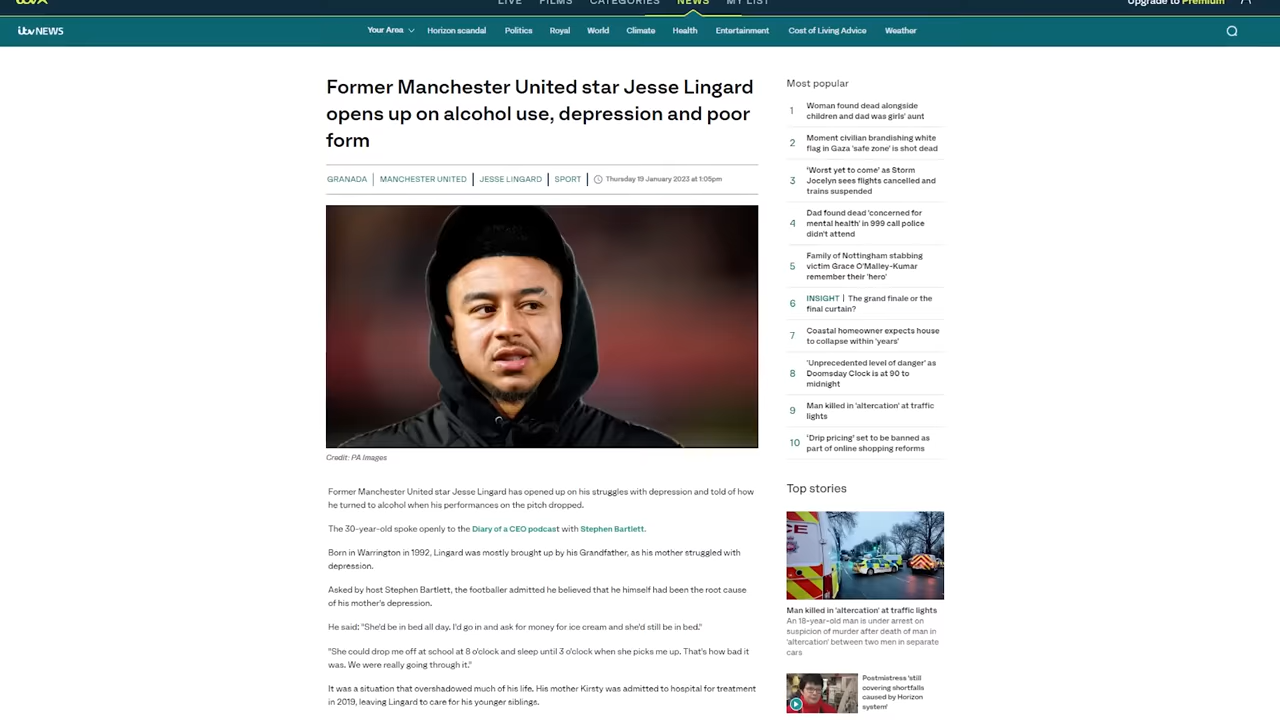 LIVE FILMS CATEGORIES NEWS MY LIST
Upgrade to Premium
itv NEWS
Your Area
Horizon scandal
Politics
Royal
World
Climate
Health
Entertainment
Cost of Living Advice
Weather
Former Manchester United star Jesse Lingard
opens up on alcohol use, depression and poor
form
GRANADA | MANCHESTER UNITED | JESSE LINGARD | SPORT | Thursday 19 January 2023 at 1:05pm
Credit: PA Images
Former Manchester United star Jesse Lingard has opened up on his struggles with depression and told of how
he turned to alcohol when his performances on the pitch dropped.
The 30-year-old spoke openly to the Diary of a CEO podcast with Stephen Bartlett.
Born in Warrington in 1992, Lingard was mostly brought up by his Grandfather, as his mother struggled with
depression.
Asked by host Stephen Bartlett, the footballer admitted he believed that he himself had been the root cause
of his mother's depression.
He said: "She'd be in bed all day. I'd go in and ask for money for ice cream and she'd still be in bed."
"She could drop me off at school at 8 o'clock and sleep until 3 o'clock when she picks me up. That's how bad it
was. We were really going through it."
It was a situation that overshadowed much of his life. His mother Kirsty was admitted to hospital for treatment
in 2019, leaving Lingard to care for his younger siblings.
Most popular
1 Woman found dead alongside
children and dad was girls' aunt
2 Moment civilian brandishing white
flag in Gaza 'safe zone' is shot dead
3 'Worst yet to come' as Storm
Jocelyn sees flights cancelled and
trains suspended
4 Dad found dead 'concerned for
mental health' in 999 call police
didn't attend
5 Family of Nottingham stabbing
victim Grace O'Malley-Kumar
remember their 'hero'
6 INSIGHT | The grand finale or the
final curtain?
7 Coastal homeowner expects house
to collapse within 'years'
8 'Unprecedented level of danger' as
Doomsday Clock is at 90 to
midnight
9 Man killed in 'altercation' at traffic
lights
10 'Drip pricing' set to be banned as
part of online shopping reforms
Top stories
Man killed in 'altercation' at traffic lights
An 18-year-old man is under arrest on
suspicion of murder after death of man in
'altercation' between two men in separate
cars
Postmistress 'still
covering shortfalls
caused by Horizon
system'